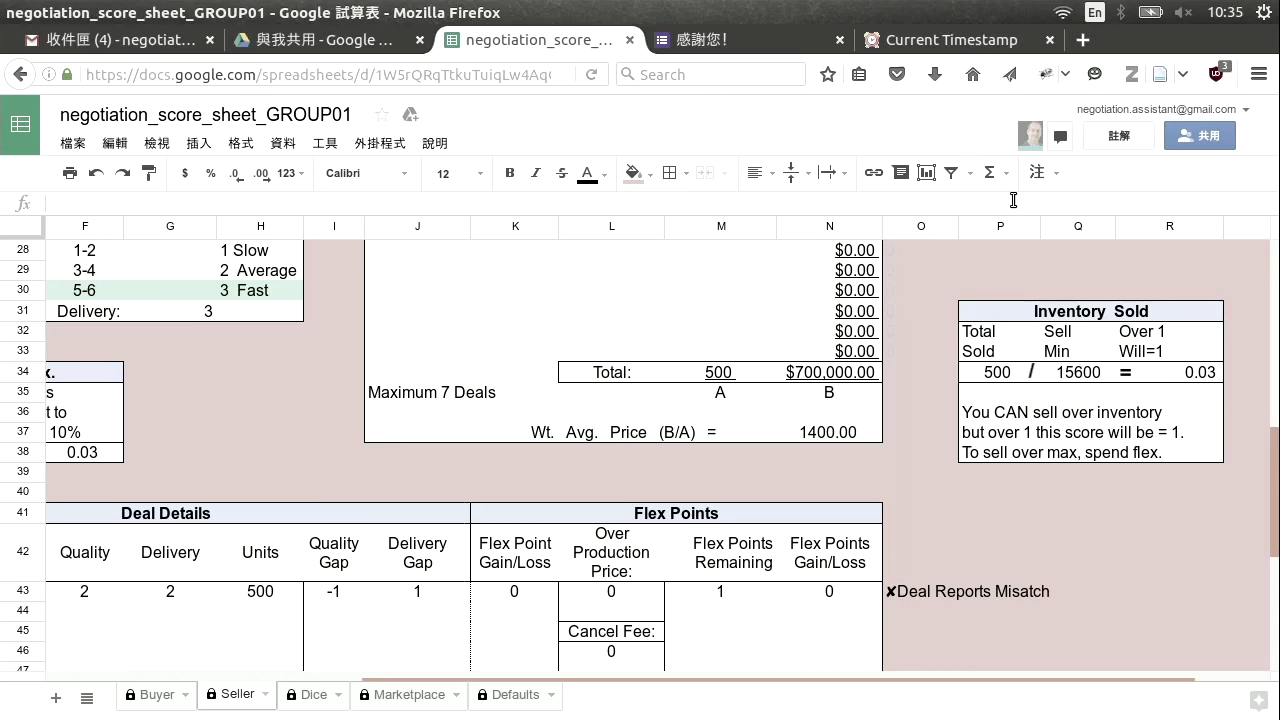 negotiation_score_sheet_GROUP01 - Google 試算表 - Mozilla Firefox
En
10:35
收件匣 (4) - negotiat… ×
與我共用 - Google … ×
negotiation_score_sheet_… ×
感謝您! ×
Current Timestamp ×
https://docs.google.com/spreadsheets/d/1W5rQRqTtkuTuiqLw4Aq
Search
3
negotiation_score_sheet_GROUP01
negotiation.assistant@gmail.com
檔案 編輯 檢視 插入 格式 資料 工具 外掛程式 說明
註解
共用
$ % .0 .00 123 Calibri 12 B I S A Σ 注
fx
F G H I J K L M N O P Q R
28 1-2 1 Slow $0.00
29 3-4 2 Average $0.00
30 5-6 3 Fast $0.00
31 Delivery: 3 $0.00 Inventory Sold
32 $0.00 Total Sell Over 1
33 $0.00 Sold Min Will=1
34 x. Total: 500 $700,000.00 500 / 15600 = 0.03
35 s Maximum 7 Deals A B
36 t to You CAN sell over inventory
37 10% Wt. Avg. Price (B/A) = 1400.00 but over 1 this score will be = 1.
38 0.03 To sell over max, spend flex.
39
40
41 Deal Details Flex Points
42 Quality Delivery Units Quality Gap Delivery Gap Flex Point Gain/Loss Over Production Price: Flex Points Remaining Flex Points Gain/Loss
43 2 2 500 -1 1 0 0 1 0 ✘Deal Reports Misatch
44
45 Cancel Fee:
46 0
47
+ Buyer Seller Dice Marketplace Defaults